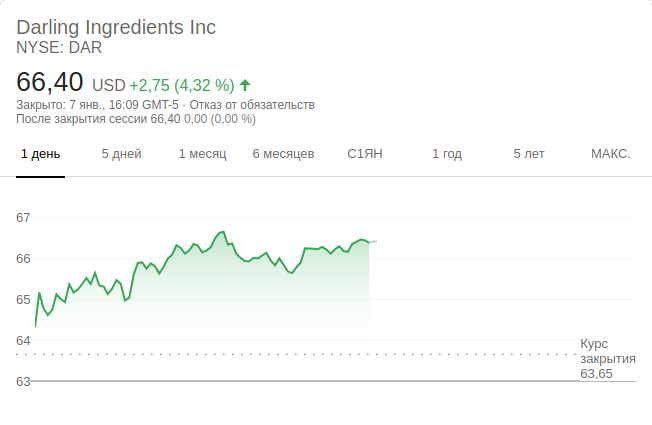 Darling Ingredients Inc
NYSE: DAR
66,40 USD +2,75 (4,32 %)
Закрыто: 7 янв., 16:09 GMT-5 · Отказ от обязательств
После закрытия сессии 66,40 0,00 (0,00 %)
1 день 5 дней 1 месяц 6 месяцев С1ЯН 1 год 5 лет МАКС.
67
66
65
64
Курс
закрытия
63,65
63